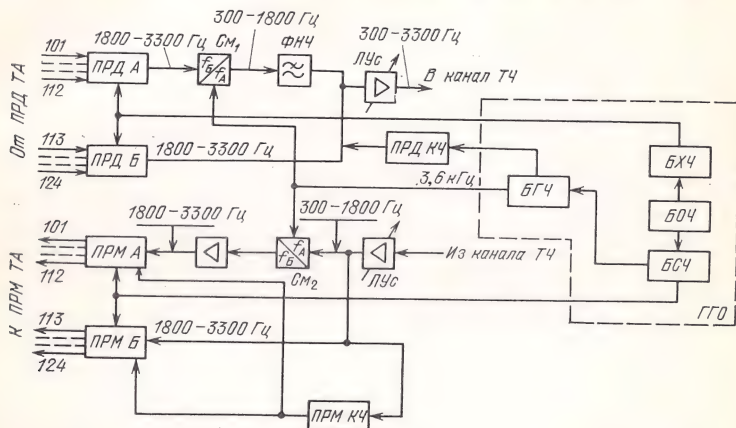 300–1800 Гц
1800–3300 Гц
См₁
ФНЧ
ЛУс
300–3300 Гц
В канал ТЧ
От ПРД ТА
101
112
ПРД А
fБ
fА
113
124
ПРД Б
1800–3300 Гц
ПРД КЧ
3,6 кГц
БГЧ
БХЧ
БОЧ
БСЧ
ГГО
К ПРМ ТА
101
112
ПРМ А
1800–3300 Гц
300–1800 Гц
fА
fБ
См₂
ЛУс
Из канала ТЧ
113
124
ПРМ Б
1800–3300 Гц
ПРМ КЧ